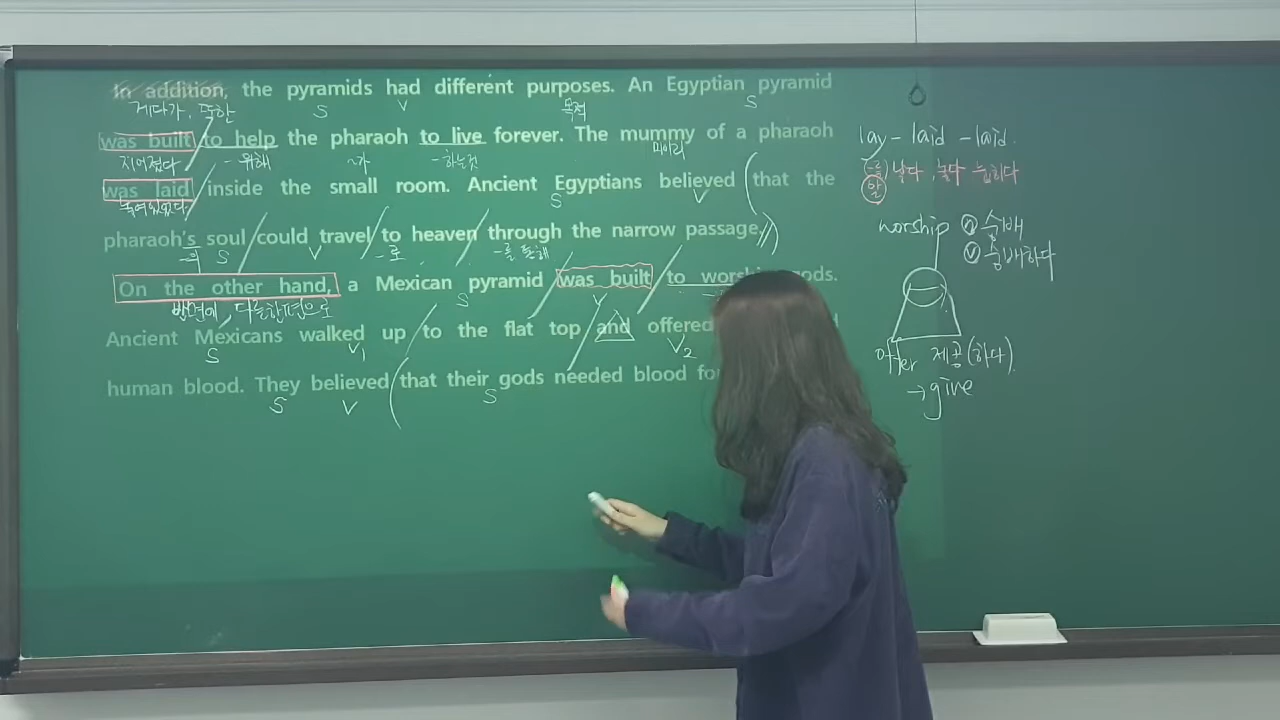 In addition, the pyramids had different purposes. An Egyptian pyramid
게다가, 또한 S V 목적 S
was built to help the pharaoh to live forever. The mummy of a pharaoh
지어졌다 ~위해 ~가 ~하는것 미이라
was laid inside the small room. Ancient Egyptians believed (that the
놓여있었다 S V
pharaoh's soul could travel to heaven through the narrow passage.)
~의 S V ~로 ~를 통해
On the other hand, a Mexican pyramid was built to worship gods.
반면에, 다른한편으로 S V
Ancient Mexicans walked up to the flat top and offered
S V1 V2
human blood. They believed (that their gods needed blood
S V S
lay - laid - laid
알 낳다, 놓다, 눕히다
worship n 숭배
v 숭배하다
offer 제공(하다).
→ give